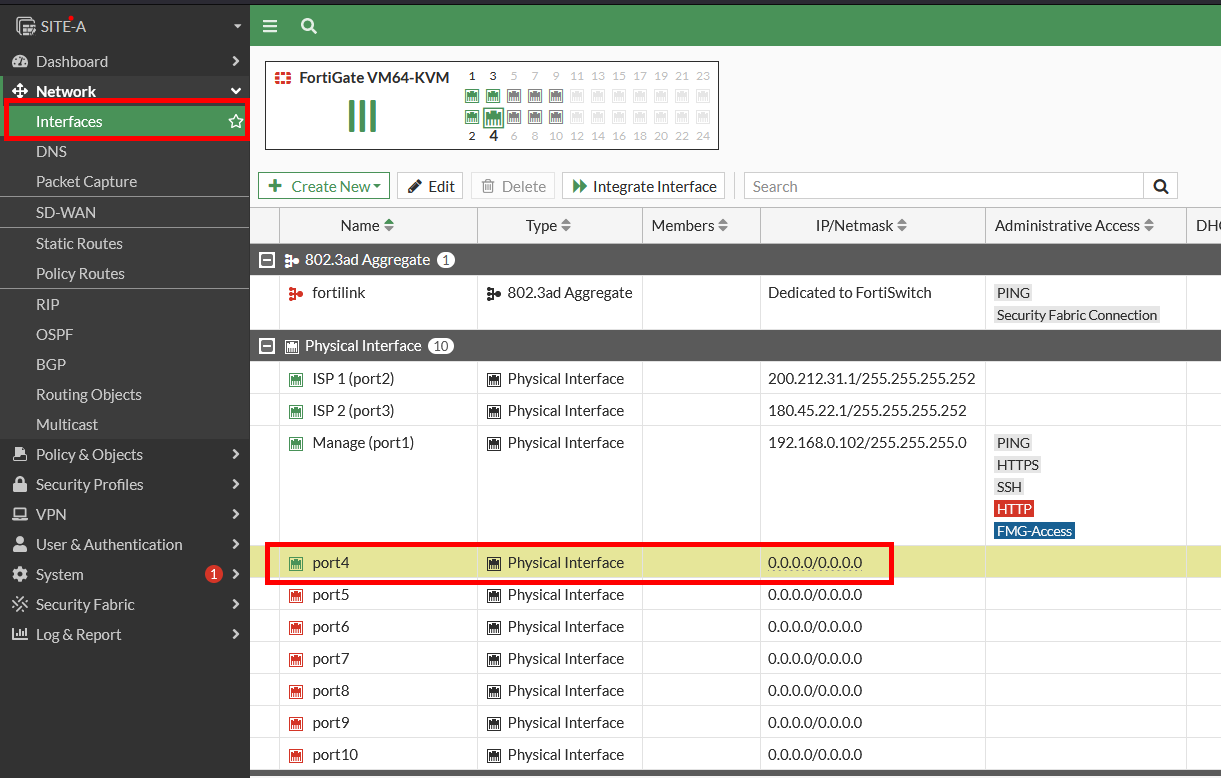 SITE-A
Dashboard
Network
Interfaces
DNS
Packet Capture
SD-WAN
Static Routes
Policy Routes
RIP
OSPF
BGP
Routing Objects
Multicast
Policy & Objects
Security Profiles
VPN
User & Authentication
System 1
Security Fabric
Log & Report
FortiGate VM64-KVM
1 3 5 7 9 11 13 15 17 19 21 23
2 4 6 8 10 12 14 16 18 20 22 24
Create New Edit Delete Integrate Interface Search
Name Type Members IP/Netmask Administrative Access DHC
802.3ad Aggregate 1
fortilink 802.3ad Aggregate Dedicated to FortiSwitch PING
Security Fabric Connection
Physical Interface 10
ISP 1 (port2) Physical Interface 200.212.31.1/255.255.255.252
ISP 2 (port3) Physical Interface 180.45.22.1/255.255.255.252
Manage (port1) Physical Interface 192.168.0.102/255.255.255.0 PING
HTTPS
SSH
HTTP
FMG-Access
port4 Physical Interface 0.0.0.0/0.0.0.0
port5 Physical Interface 0.0.0.0/0.0.0.0
port6 Physical Interface 0.0.0.0/0.0.0.0
port7 Physical Interface 0.0.0.0/0.0.0.0
port8 Physical Interface 0.0.0.0/0.0.0.0
port9 Physical Interface 0.0.0.0/0.0.0.0
port10 Physical Interface 0.0.0.0/0.0.0.0